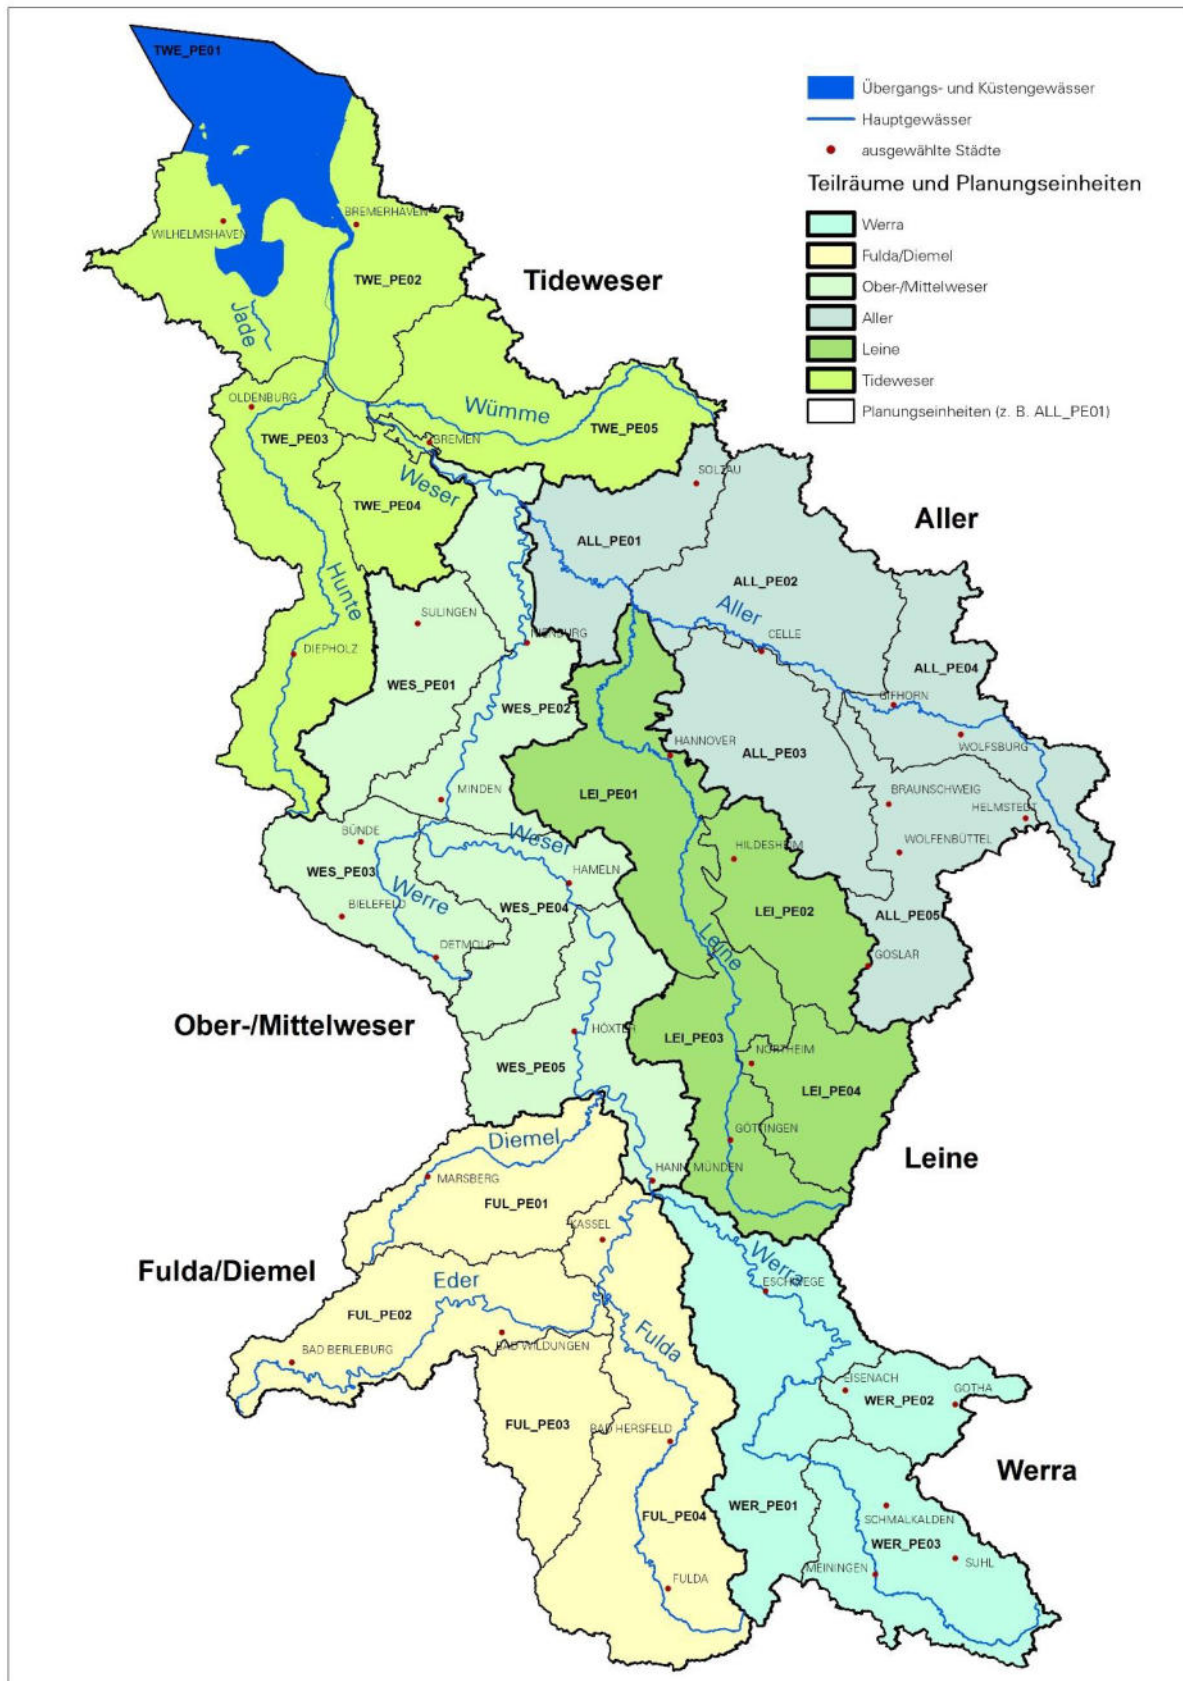 TWE_PE01
Übergangs- und Küstengewässer
Hauptgewässer
ausgewählte Städte
Teilräume und Planungseinheiten
Werra
Fulda/Diemel
Ober-/Mittelweser
Aller
Leine
Tideweser
Planungseinheiten (z. B. ALL_PE01)
BREMERHAVEN
WILHELMSHAVEN
TWE_PE02
Tideweser
Jade
OLDENBURG
Wümme
TWE_PE03
TWE_PE05
BREMEN
Weser
SOLTAU
TWE_PE04
Aller
ALL_PE01
Hunte
ALL_PE02
Aller
SULINGEN
NIENBURG
CELLE
DIEPHOLZ
ALL_PE04
WES_PE01
GIFHORN
WES_PE02
HANNOVER
WOLFSBURG
ALL_PE03
MINDEN
LEI_PE01
BRAUNSCHWEIG
HELMSTEDT
BÜNDE
Weser
HILDESHEIM
WOLFENBÜTTEL
WES_PE03
HAMELN
Werre
BIELEFELD
WES_PE04
LEI_PE02
ALL_PE05
DETMOLD
Leine
GOSLAR
Ober-/Mittelweser
HÖXTER
LEI_PE03
NORTHEIM
WES_PE05
LEI_PE04
Diemel
GÖTTINGEN
Leine
MARSBERG
HANN. MÜNDEN
FUL_PE01
KASSEL
Fulda/Diemel
Werra
Eder
ESCHWEGE
FUL_PE02
Fulda
BAD BERLEBURG
BAD WILDUNGEN
EISENACH
GOTHA
WER_PE02
FUL_PE03
BAD HERSFELD
Werra
WER_PE01
FUL_PE04
SCHMALKALDEN
WER_PE03
MEININGEN
SUHL
FULDA